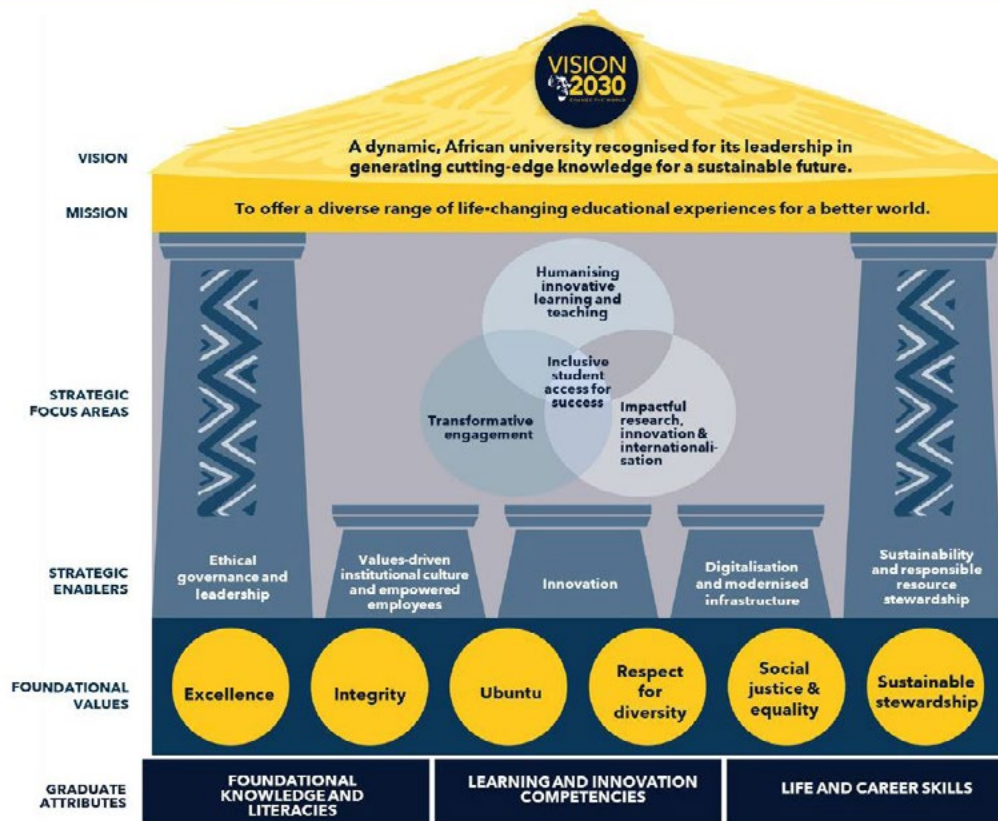 VISION
2030
CHANGE THE WORLD
VISION
A dynamic, African university recognised for its leadership in
generating cutting-edge knowledge for a sustainable future.
MISSION
To offer a diverse range of life-changing educational experiences for a better world.
STRATEGIC
FOCUS AREAS
Humanising
innovative
learning and
teaching
Inclusive
student
access for
success
Transformative
engagement
Impactful
research,
innovation &
internationali-
sation
STRATEGIC
ENABLERS
Ethical
governance and
leadership
Values-driven
institutional culture
and empowered
employees
Innovation
Digitalisation
and modernised
infrastructure
Sustainability
and responsible
resource
stewardship
FOUNDATIONAL
VALUES
Excellence
Integrity
Ubuntu
Respect
for
diversity
Social
justice &
equality
Sustainable
stewardship
GRADUATE
ATTRIBUTES
FOUNDATIONAL
KNOWLEDGE AND
LITERACIES
LEARNING AND INNOVATION
COMPETENCIES
LIFE AND CAREER SKILLS